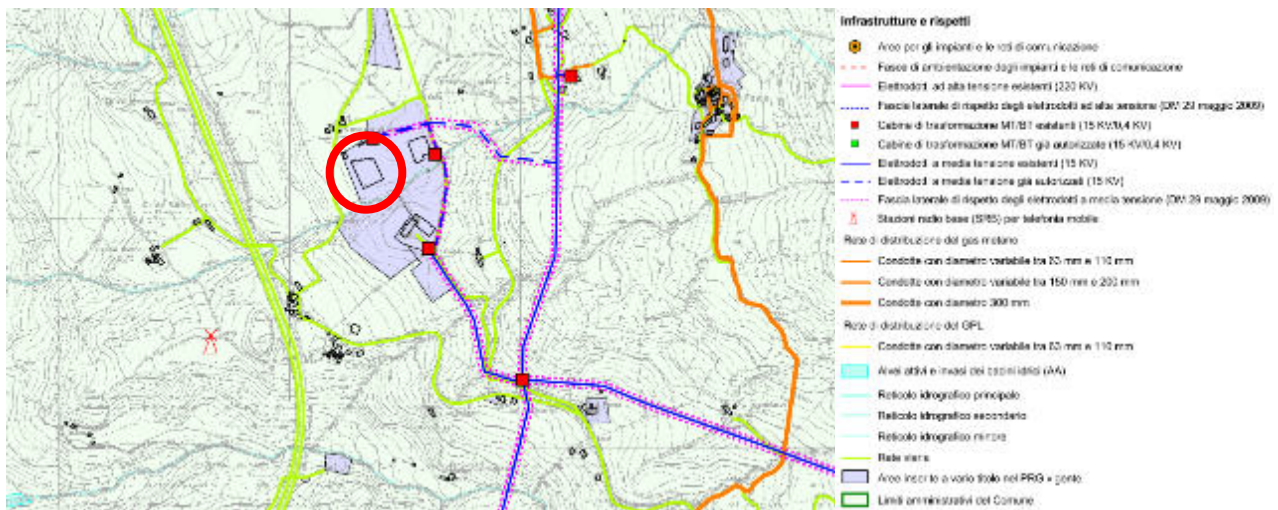 Infrastrutture e rispetti
Aree per gli impianti e le reti di comunicazione
Fasce di ambientazione degli impianti e le reti di comunicazione
Elettrodotti ad alta tensione esistenti (220 KV)
Fascia laterale di rispetto degli elettrodotti ad alta tensione (DM 29 maggio 2009)
Cabine di trasformazione MT/BT esistenti (15 KV/0,4 KV)
Cabine di trasformazione MT/BT già autorizzate (15 KV/0,4 KV)
Elettrodotti a media tensione esistenti (15 KV)
Elettrodotti a media tensione già autorizzati (15 KV)
Fascia laterale di rispetto degli elettrodotti a media tensione (DM 29 maggio 2009)
Stazioni radio base (SRB) per telefonia mobile
Rete di distribuzione del gas metano
Condotte con diametro variabile tra 63 mm e 110 mm
Condotte con diametro variabile tra 150 mm e 200 mm
Condotte con diametro 300 mm
Rete di distribuzione del GPL
Condotte con diametro variabile tra 63 mm e 110 mm
Alvei attivi e invasi dei bacini idrici (AA)
Reticolo idrografico principale
Reticolo idrografico secondario
Reticolo idrografico minore
Rete viaria
Aree inserite a vario titolo nel PRG vigente
Limiti amministrativi del Comune